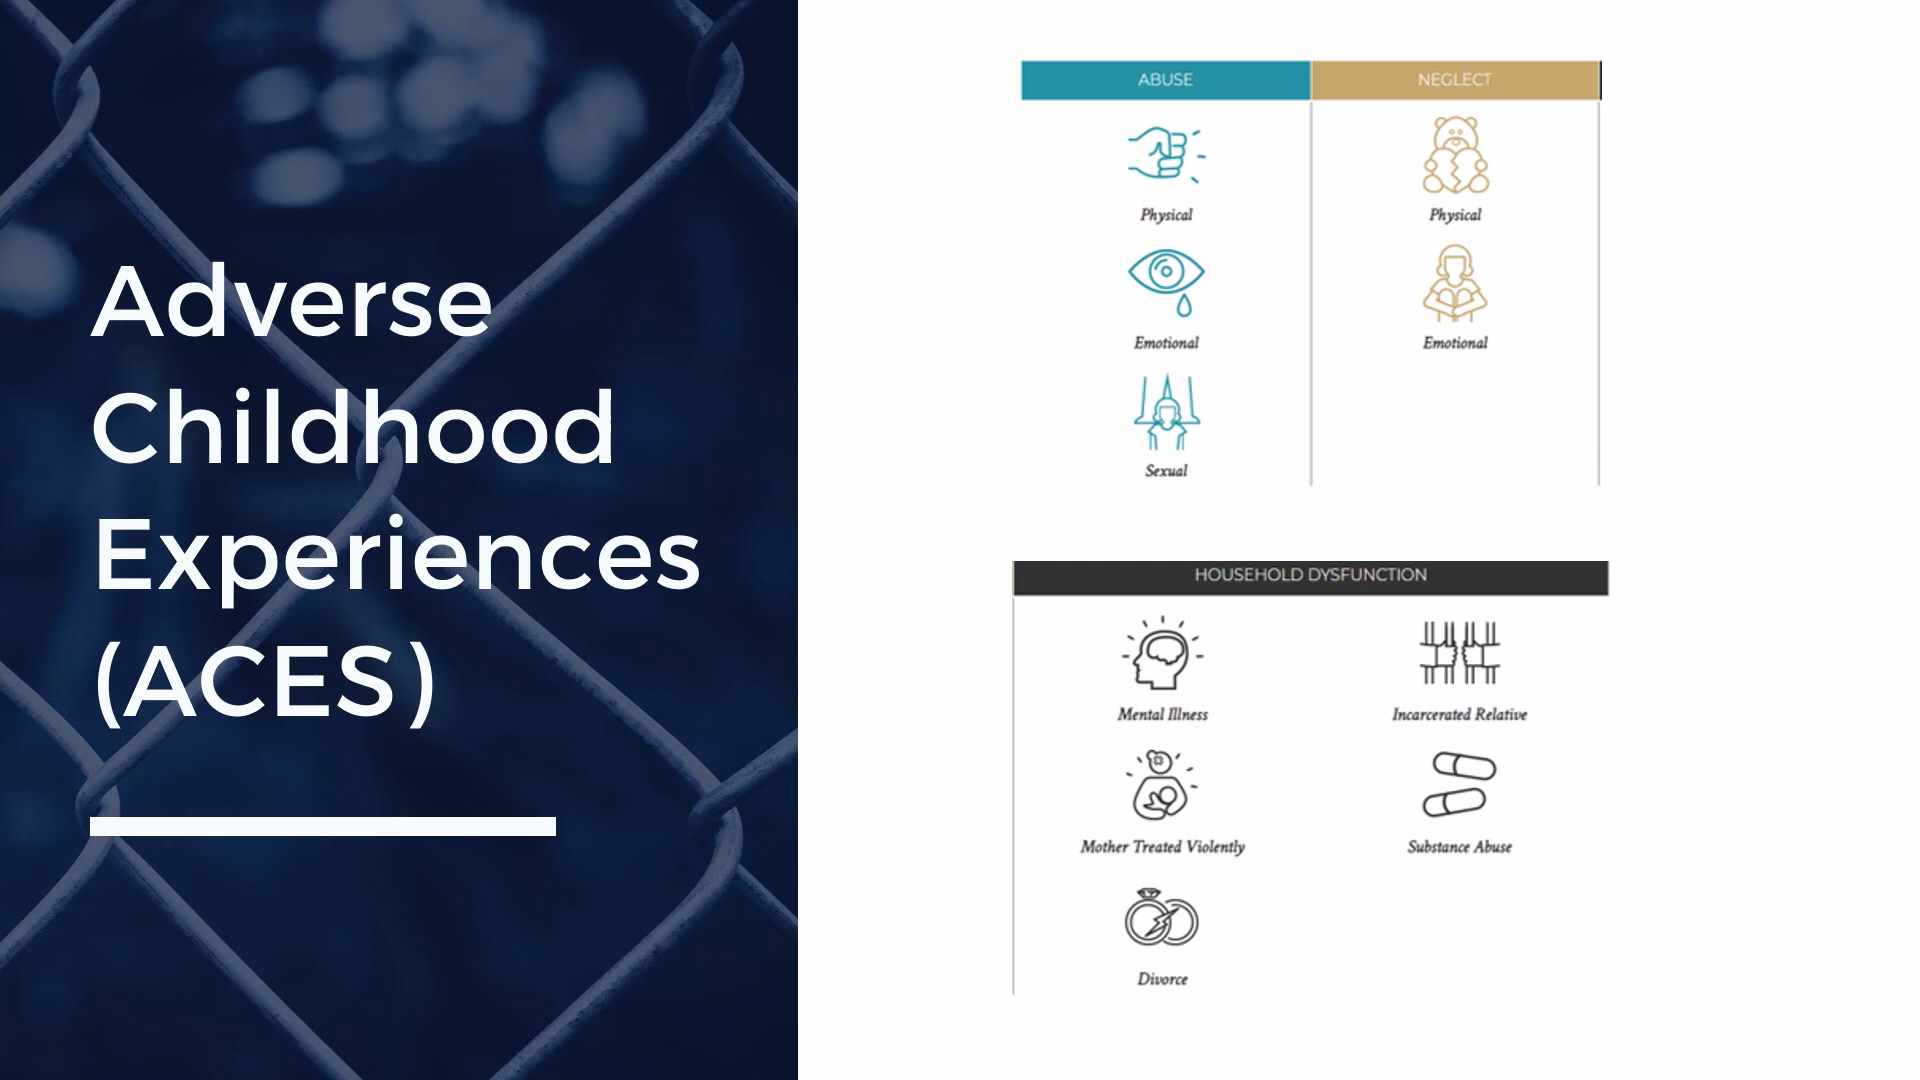 Adverse
Childhood
Experiences
(ACES)
ABUSE
NEGLECT
Physical
Physical
Emotional
Emotional
Sexual
HOUSEHOLD DYSFUNCTION
Mental Illness
Incarcerated Relative
Mother Treated Violently
Substance Abuse
Divorce